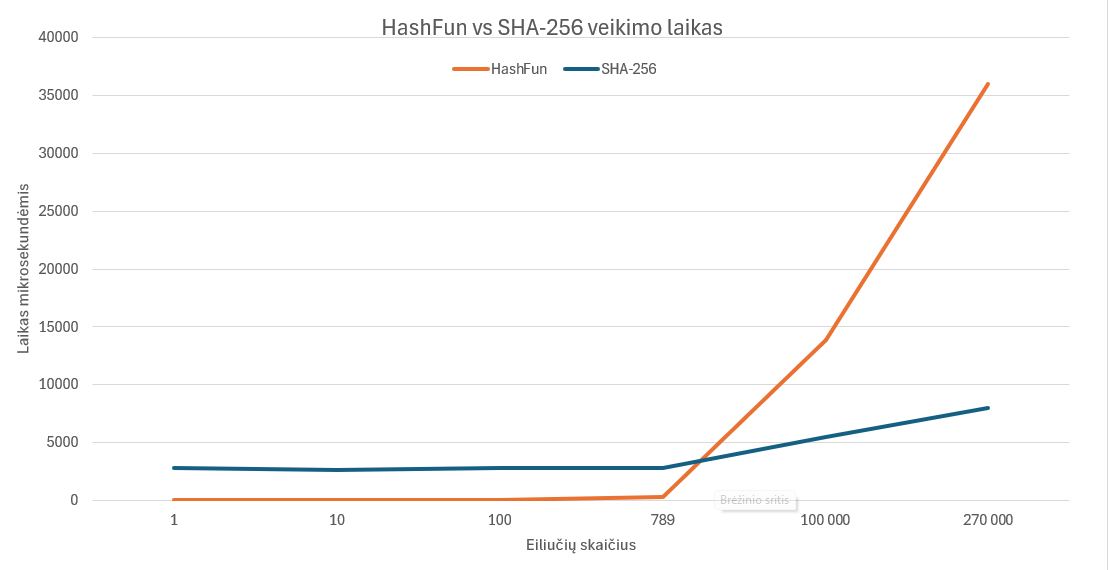 HashFun vs SHA-256 veikimo laikas
HashFun SHA-256
40000
35000
30000
25000
20000
15000
10000
5000
0
Laikas mikrosekundėmis
1 10 100 789 100 000 270 000
Brėžinio sritis
Eiliučių skaičius